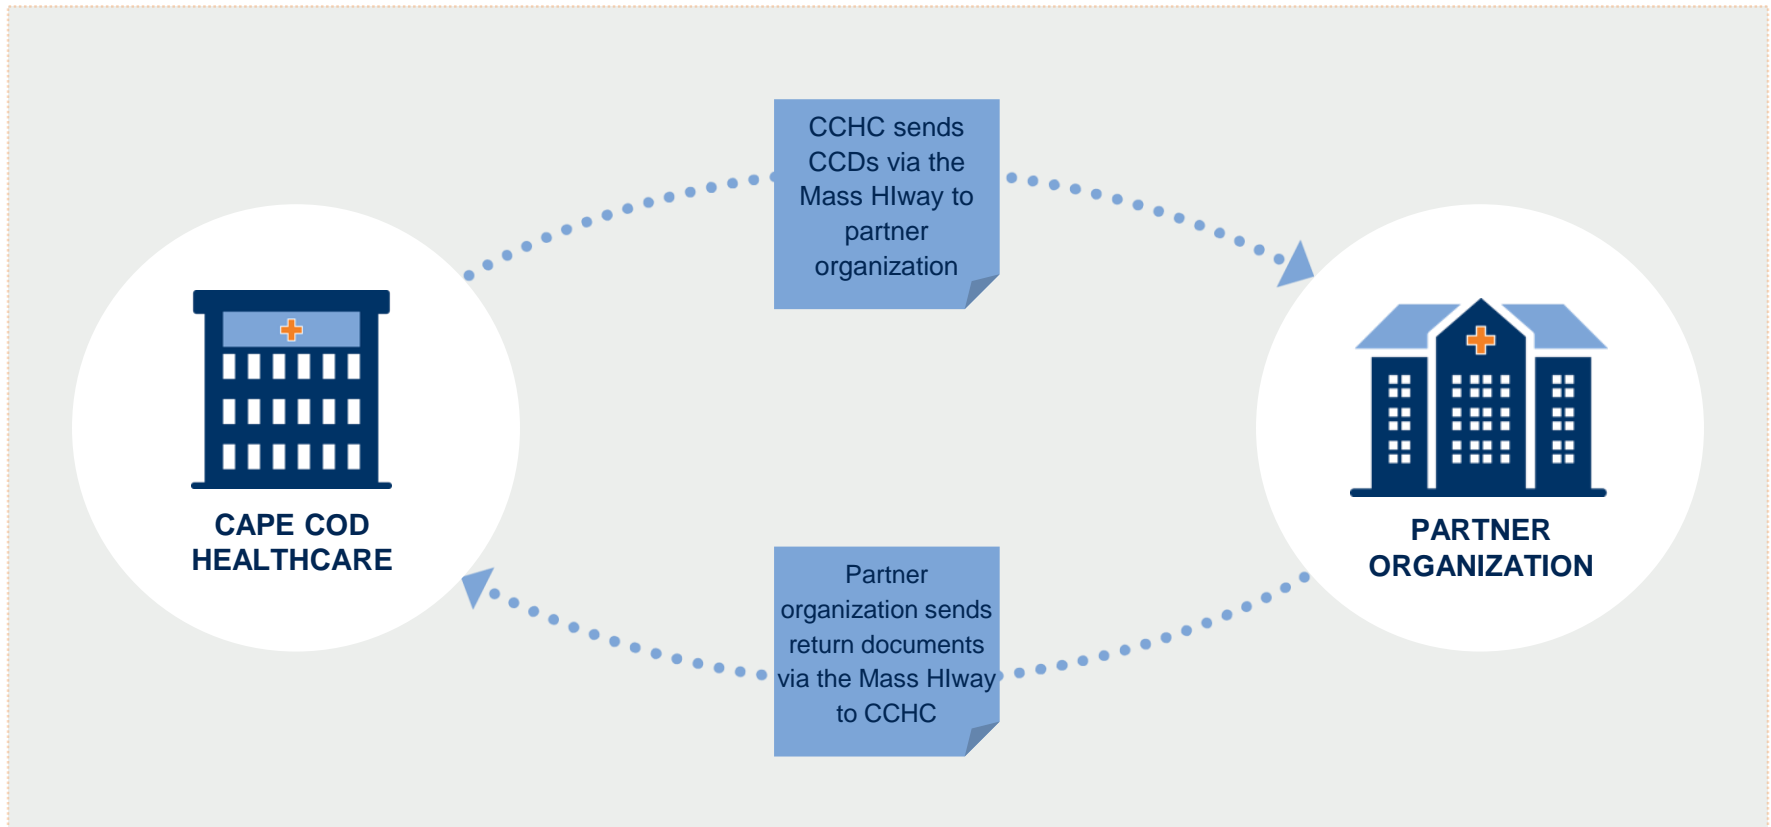 CCHC sends
CCDs via the
Mass HIway to
partner
organization
CAPE COD
HEALTHCARE
PARTNER
ORGANIZATION
Partner
organization sends
return documents
via the Mass HIway
to CCHC